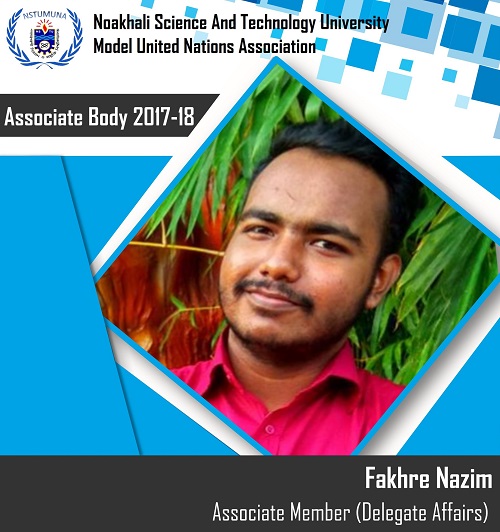 NSTUMUNA
Noakhali Science And Technology University
Model United Nations Association
Associate Body 2017-18
Fakhre Nazim
Associate Member (Delegate Affairs)